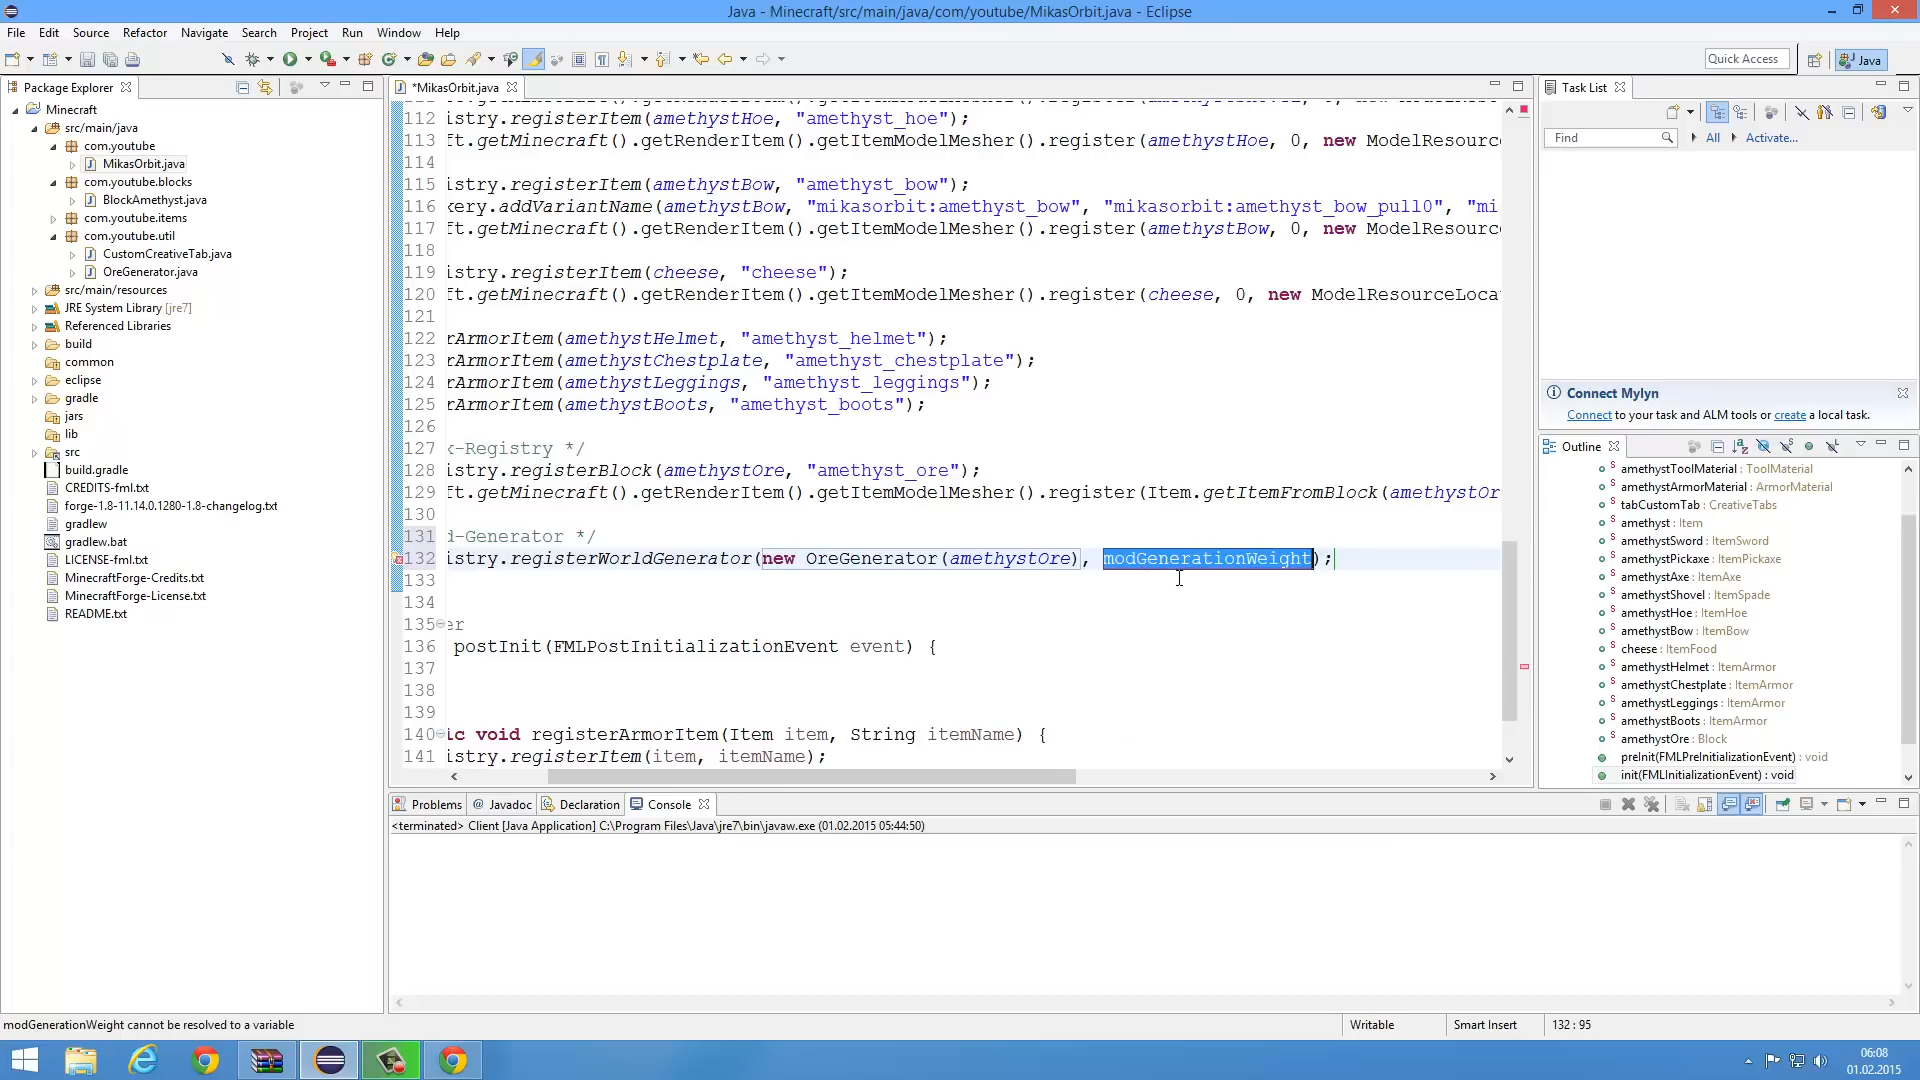 Java - Minecraft/src/main/java/com/youtube/MikasOrbit.java - Eclipse
File Edit Source Refactor Navigate Search Project Run Window Help
Quick Access
Java
Package Explorer
Minecraft
src/main/java
com.youtube
MikasOrbit.java
com.youtube.blocks
BlockAmethyst.java
com.youtube.items
com.youtube.util
CustomCreativeTab.java
OreGenerator.java
src/main/resources
JRE System Library [jre7]
Referenced Libraries
build
common
eclipse
gradle
jars
lib
src
build.gradle
CREDITS-fml.txt
forge-1.8-11.14.0.1280-1.8-changelog.txt
gradlew
gradlew.bat
LICENSE-fml.txt
MinecraftForge-Credits.txt
MinecraftForge-License.txt
README.txt
*MikasOrbit.java
112 istry.registerItem(amethystHoe, "amethyst_hoe");
113 ft.getMinecraft().getRenderItem().getItemModelMesher().register(amethystHoe, 0, new ModelResourc
114
115 istry.registerItem(amethystBow, "amethyst_bow");
116 kery.addVariantName(amethystBow, "mikasorbit:amethyst_bow", "mikasorbit:amethyst_bow_pull0", "mi
117 ft.getMinecraft().getRenderItem().getItemModelMesher().register(amethystBow, 0, new ModelResourc
118
119 istry.registerItem(cheese, "cheese");
120 ft.getMinecraft().getRenderItem().getItemModelMesher().register(cheese, 0, new ModelResourceLoca
121
122 rArmorItem(amethystHelmet, "amethyst_helmet");
123 rArmorItem(amethystChestplate, "amethyst_chestplate");
124 rArmorItem(amethystLeggings, "amethyst_leggings");
125 rArmorItem(amethystBoots, "amethyst_boots");
126
127 k-Registry */
128 istry.registerBlock(amethystOre, "amethyst_ore");
129 ft.getMinecraft().getRenderItem().getItemModelMesher().register(Item.getItemFromBlock(amethystOr
130
131 d-Generator */
132 istry.registerWorldGenerator(new OreGenerator(amethystOre), modGenerationWeight);
133
134
135 er
136 postInit(FMLPostInitializationEvent event) {
137
138
139
140 ic void registerArmorItem(Item item, String itemName) {
141 istry.registerItem(item, itemName);
Task List
Find
All
Activate...
Connect Mylyn
Connect to your task and ALM tools or create a local task.
Outline
amethystToolMaterial : ToolMaterial
amethystArmorMaterial : ArmorMaterial
tabCustomTab : CreativeTabs
amethyst : Item
amethystSword : ItemSword
amethystPickaxe : ItemPickaxe
amethystAxe : ItemAxe
amethystShovel : ItemSpade
amethystHoe : ItemHoe
amethystBow : ItemBow
cheese : ItemFood
amethystHelmet : ItemArmor
amethystChestplate : ItemArmor
amethystLeggings : ItemArmor
amethystBoots : ItemArmor
amethystOre : Block
preInit(FMLPreInitializationEvent) : void
init(FMLInitializationEvent) : void
Problems @ Javadoc Declaration Console
<terminated> Client [Java Application] C:\Program Files\Java\jre7\bin\javaw.exe (01.02.2015 05:44:50)
modGenerationWeight cannot be resolved to a variable
Writable
Smart Insert
132 : 95
06:08
01.02.2015